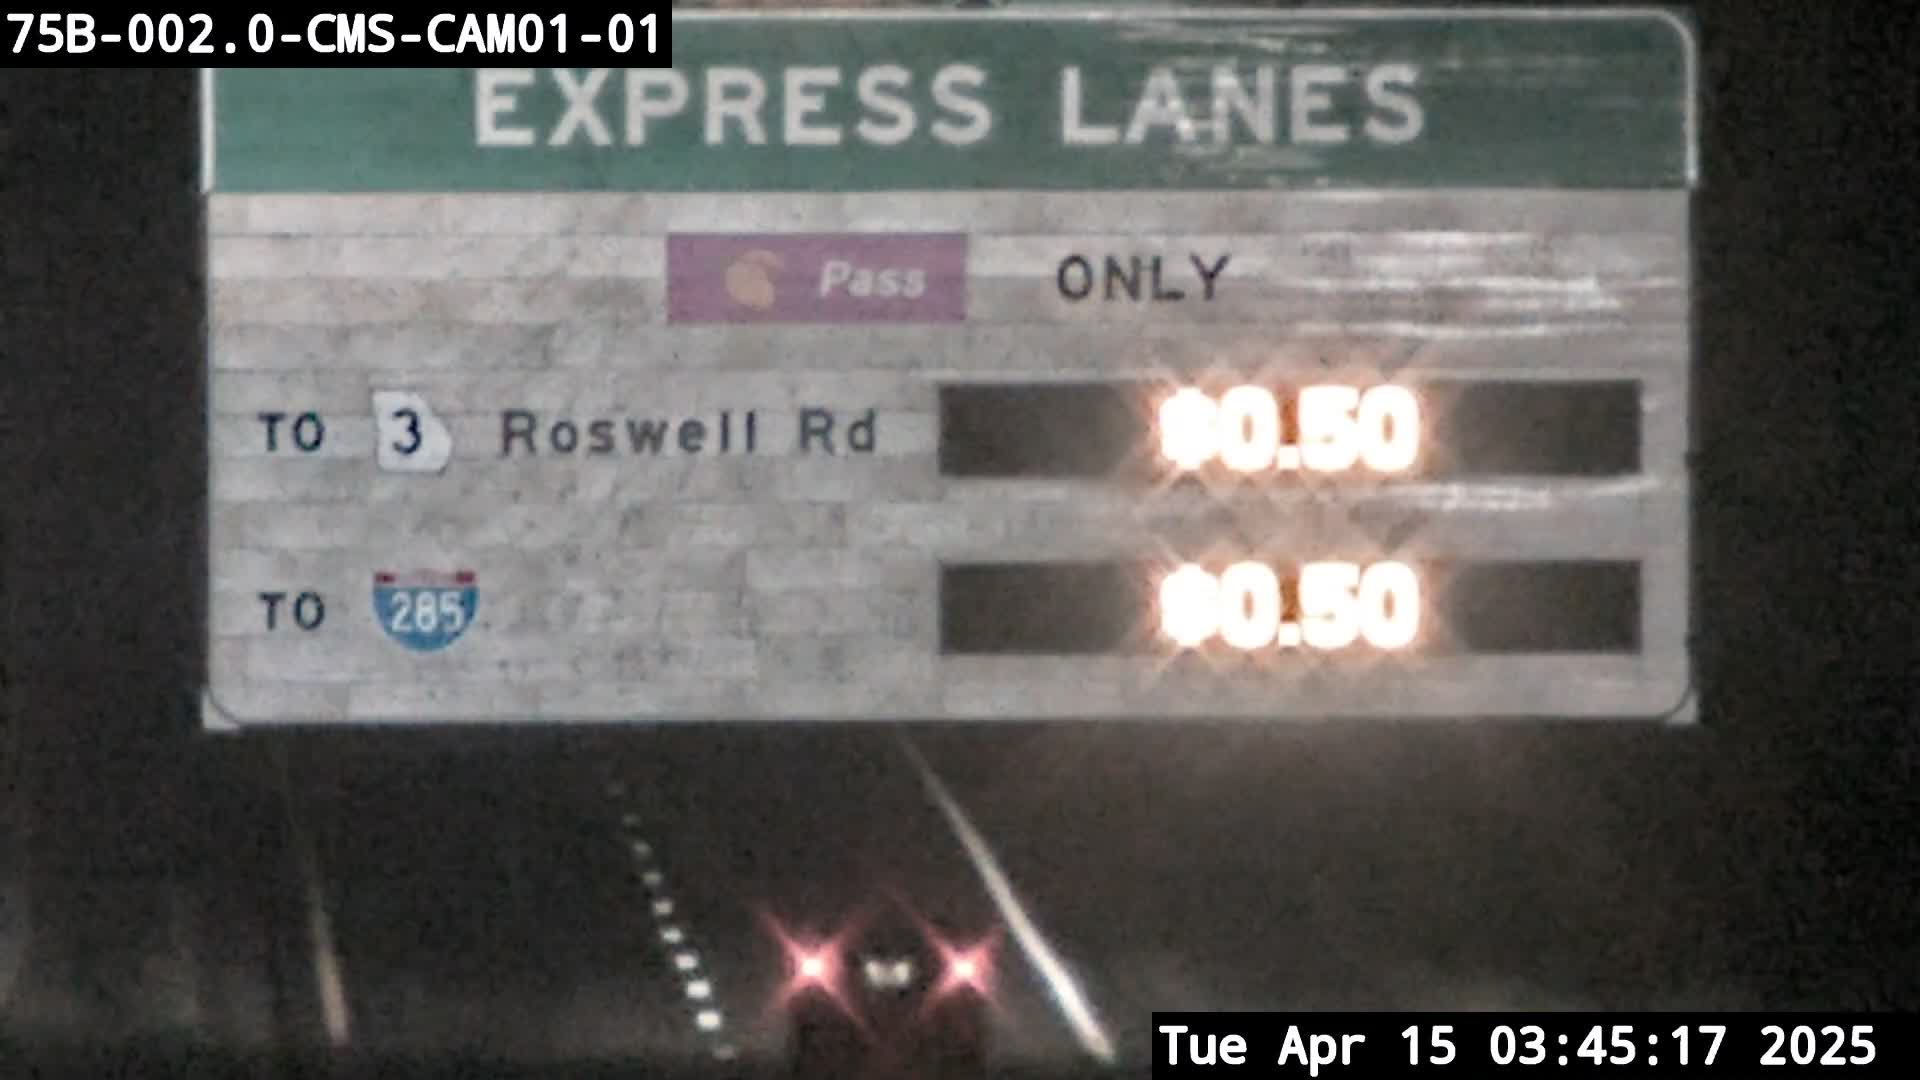 75B-002.0-CMS-CAM01-01
EXPRESS LANES
Pass ONLY
TO 3 Roswell Rd $0.50
TO 285 $0.50
Tue Apr 15 03:45:17 2025